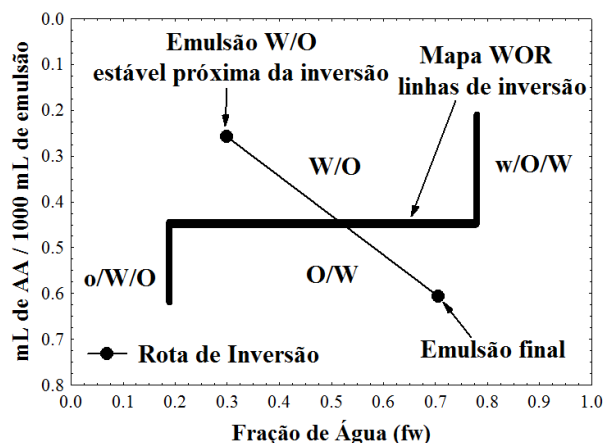 Emulsão W/O
estável próxima da inversão
Mapa WOR
linhas de inversão
W/O
w/O/W
o/W/O
O/W
Rota de Inversão
Emulsão final
mL de AA / 1000 mL de emulsão
0.0
0.1
0.2
0.3
0.4
0.5
0.6
0.7
0.8
0.0 0.1 0.2 0.3 0.4 0.5 0.6 0.7 0.8 0.9 1.0
Fração de Água (fw)